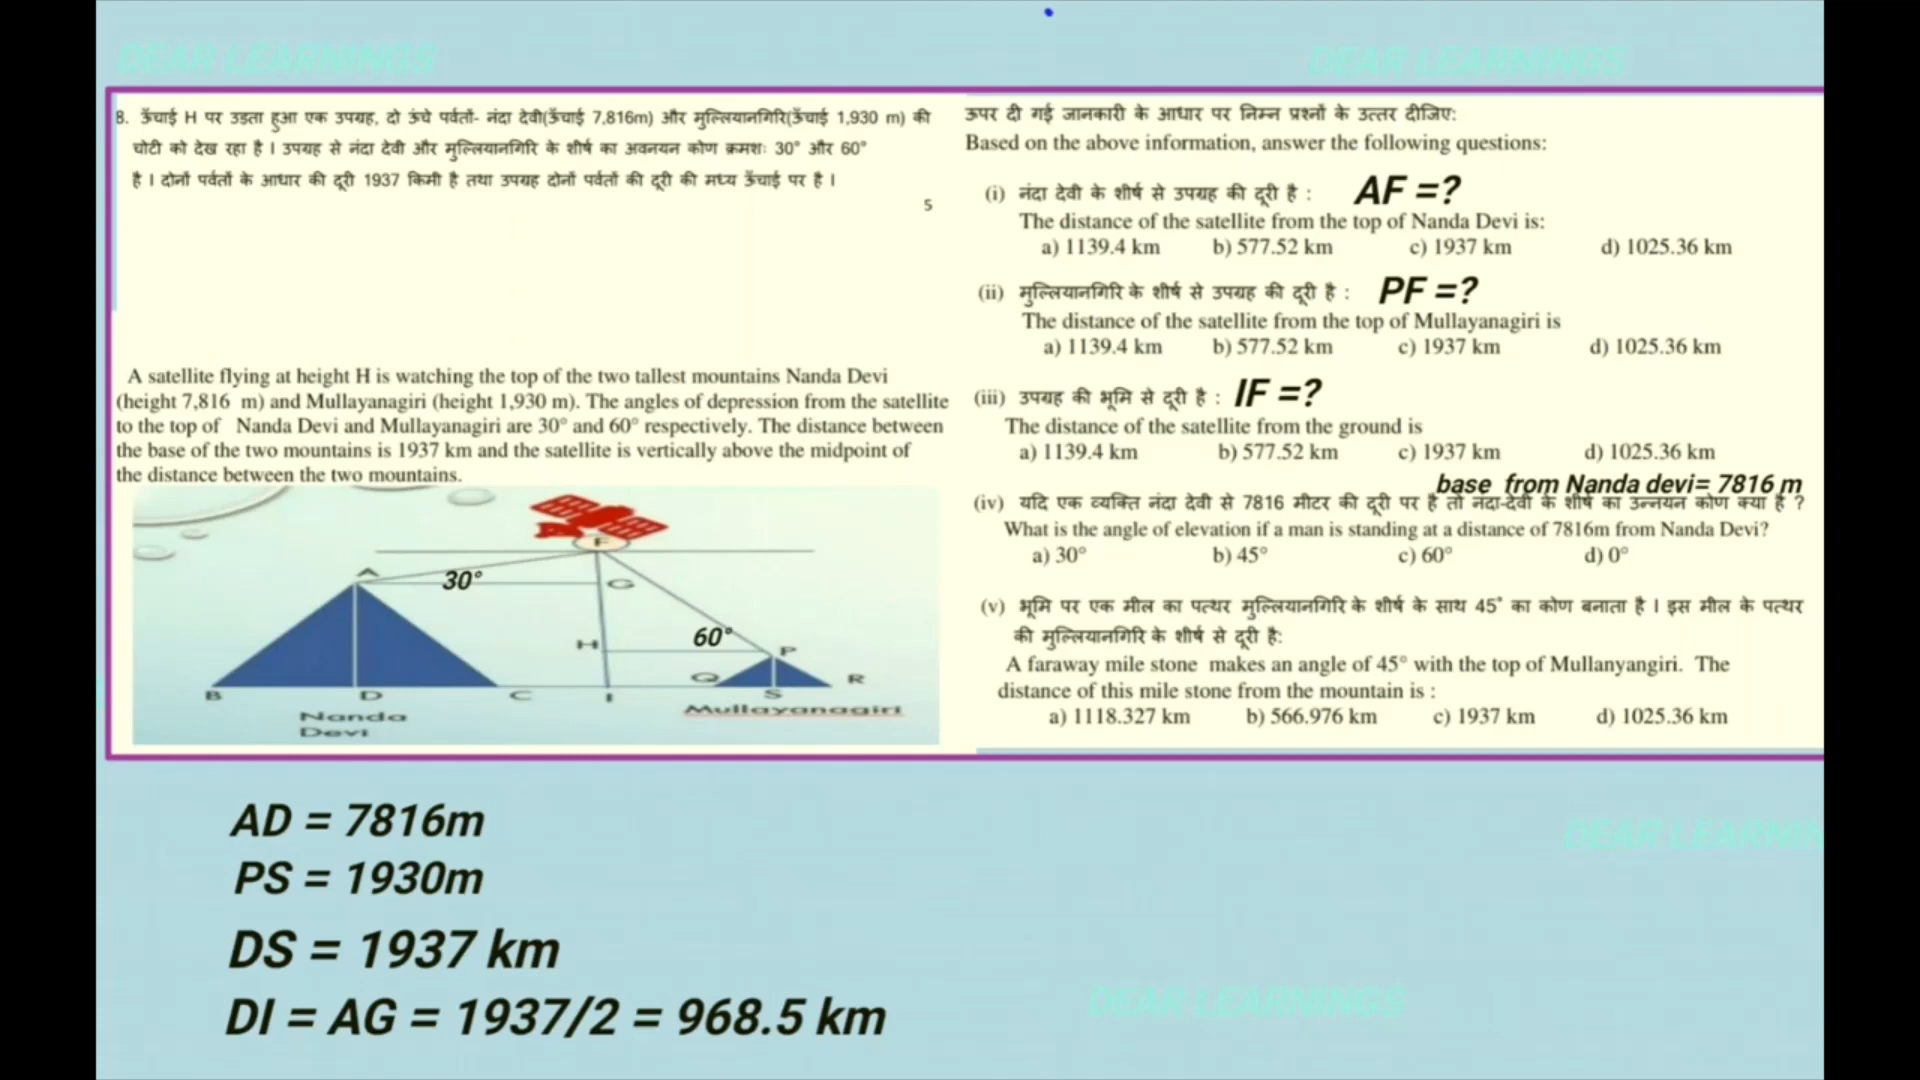 DEAR LEARNINGS
DEAR LEARNINGS
8. ऊँचाई H पर उड़ता हुआ एक उपग्रह, दो ऊंचे पर्वतों- नंदा देवी(ऊँचाई 7,816m) और मुल्लियानगिरि(ऊँचाई 1,930 m) की
चोटी को देख रहा है । उपग्रह से नंदा देवी और मुल्लियानगिरि के शीर्ष का अवनयन कोण क्रमशः 30° और 60°
है । दोनों पर्वतों के आधार की दूरी 1937 किमी है तथा उपग्रह दोनों पर्वतों की दूरी की मध्य ऊँचाई पर है ।
5
A satellite flying at height H is watching the top of the two tallest mountains Nanda Devi
(height 7,816 m) and Mullayanagiri (height 1,930 m). The angles of depression from the satellite
to the top of Nanda Devi and Mullayanagiri are 30° and 60° respectively. The distance between
the base of the two mountains is 1937 km and the satellite is vertically above the midpoint of
the distance between the two mountains.
F
A
30°
G
H
60°
P
B
D
C
I
Q
S
R
Nanda
Devi
Mullayanagiri
ऊपर दी गई जानकारी के आधार पर निम्न प्रश्नों के उत्तर दीजिए:
Based on the above information, answer the following questions:
(i) नंदा देवी के शीर्ष से उपग्रह की दूरी है : AF =?
The distance of the satellite from the top of Nanda Devi is:
a) 1139.4 km b) 577.52 km c) 1937 km d) 1025.36 km
(ii) मुल्लियानगिरि के शीर्ष से उपग्रह की दूरी है : PF =?
The distance of the satellite from the top of Mullayanagiri is
a) 1139.4 km b) 577.52 km c) 1937 km d) 1025.36 km
(iii) उपग्रह की भूमि से दूरी है : IF =?
The distance of the satellite from the ground is
a) 1139.4 km b) 577.52 km c) 1937 km d) 1025.36 km
base from Nanda devi= 7816 m
(iv) यदि एक व्यक्ति नंदा देवी से 7816 मीटर की दूरी पर है तो नंदा-देवी के शीर्ष का उन्नयन कोण क्या है ?
What is the angle of elevation if a man is standing at a distance of 7816m from Nanda Devi?
a) 30° b) 45° c) 60° d) 0°
(v) भूमि पर एक मील का पत्थर मुल्लियानगिरि के शीर्ष के साथ 45° का कोण बनाता है । इस मील के पत्थर
की मुल्लियानगिरि के शीर्ष से दूरी है:
A faraway mile stone makes an angle of 45° with the top of Mullanyangiri. The
distance of this mile stone from the mountain is :
a) 1118.327 km b) 566.976 km c) 1937 km d) 1025.36 km
AD = 7816m
PS = 1930m
DS = 1937 km
DI = AG = 1937/2 = 968.5 km
DEAR LEARNIN
DEAR LEARNINGS